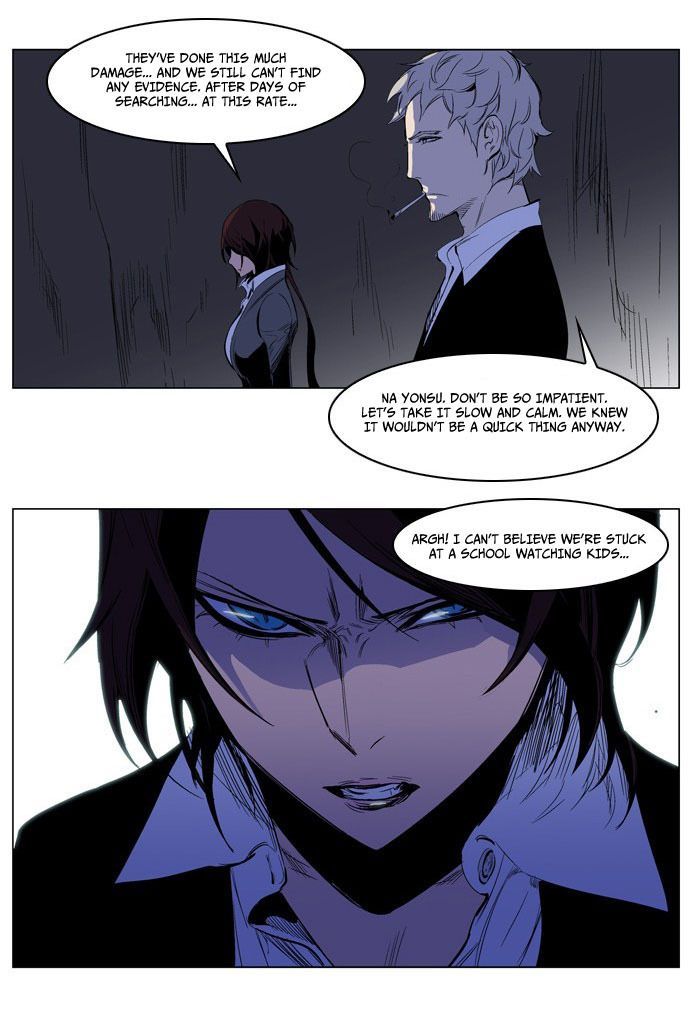 THEY'VE DONE THIS MUCH
DAMAGE... AND WE STILL CAN'T FIND
ANY EVIDENCE. AFTER DAYS OF
SEARCHING... AT THIS RATE...
NA YONSU. DON'T BE SO IMPATIENT.
LET'S TAKE IT SLOW AND CALM. WE KNEW
IT WOULDN'T BE A QUICK THING ANYWAY.
ARGH! I CAN'T BELIEVE WE'RE STUCK
AT A SCHOOL WATCHING KIDS...